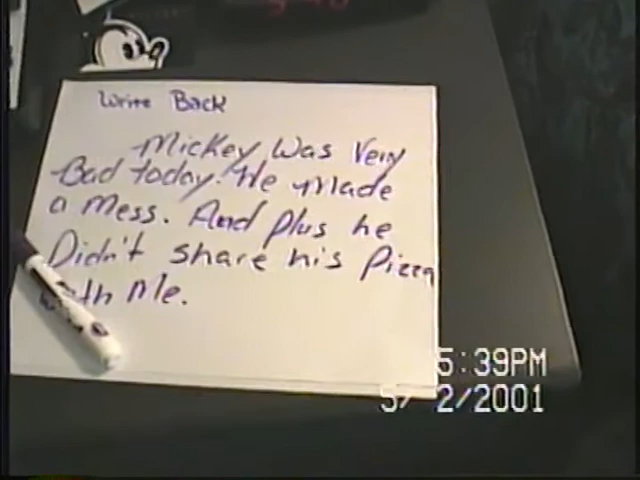 Write Back
Mickey Was Very
Bad today. He Made
a Mess. And plus he
Didn't share his Pizza
Me.
5:39PM
5/ 2/2001